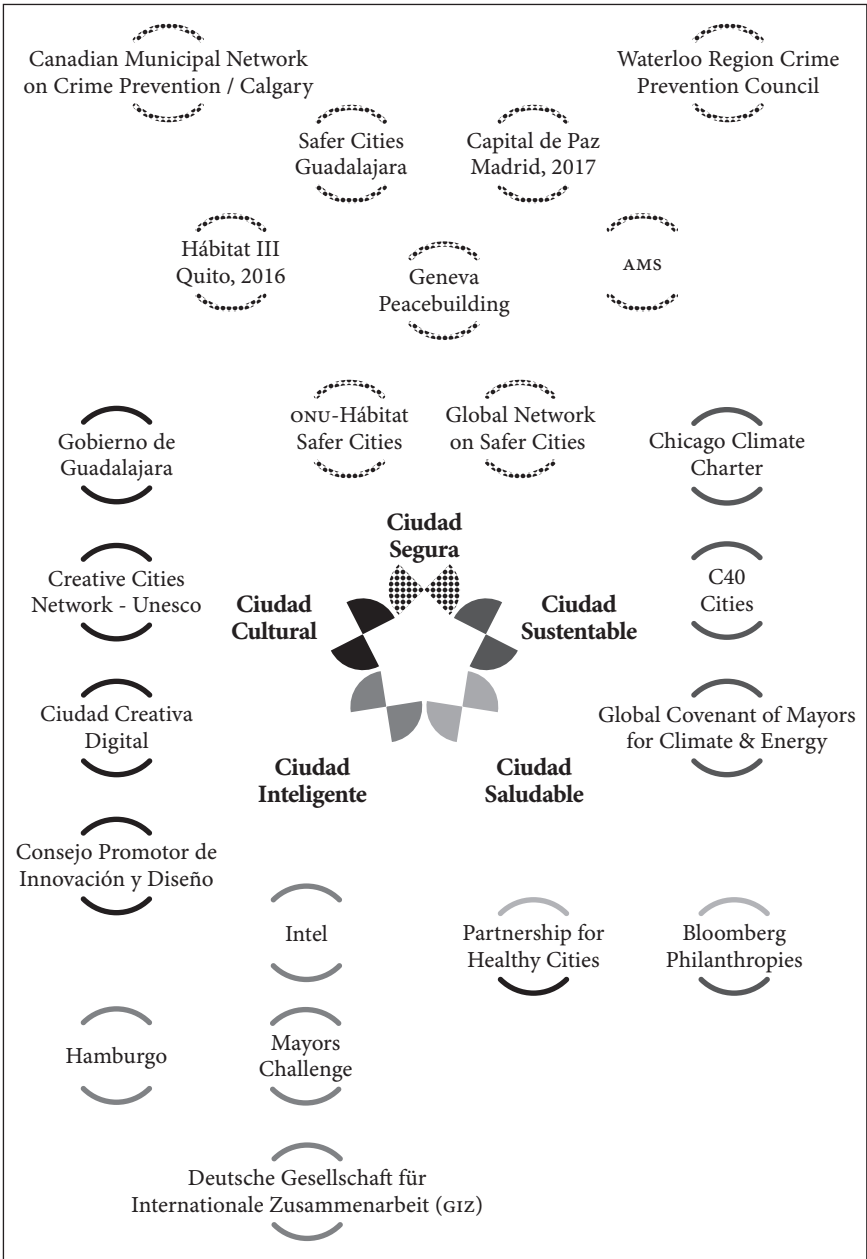 Canadian Municipal Network
on Crime Prevention / Calgary
Waterloo Region Crime
Prevention Council
Safer Cities
Guadalajara
Capital de Paz
Madrid, 2017
Hábitat III
Quito, 2016
Geneva
Peacebuilding
AMS
ONU-Hábitat
Safer Cities
Global Network
on Safer Cities
Gobierno de
Guadalajara
Chicago Climate
Charter
Ciudad
Segura
Creative Cities
Network - Unesco
Ciudad
Cultural
Ciudad
Sustentable
C40
Cities
Ciudad Creativa
Digital
Global Covenant of Mayors
for Climate & Energy
Ciudad
Inteligente
Ciudad
Saludable
Consejo Promotor de
Innovación y Diseño
Intel
Partnership for
Healthy Cities
Bloomberg
Philanthropies
Hamburgo
Mayors
Challenge
Deutsche Gesellschaft für
Internationale Zusammenarbeit (GIZ)